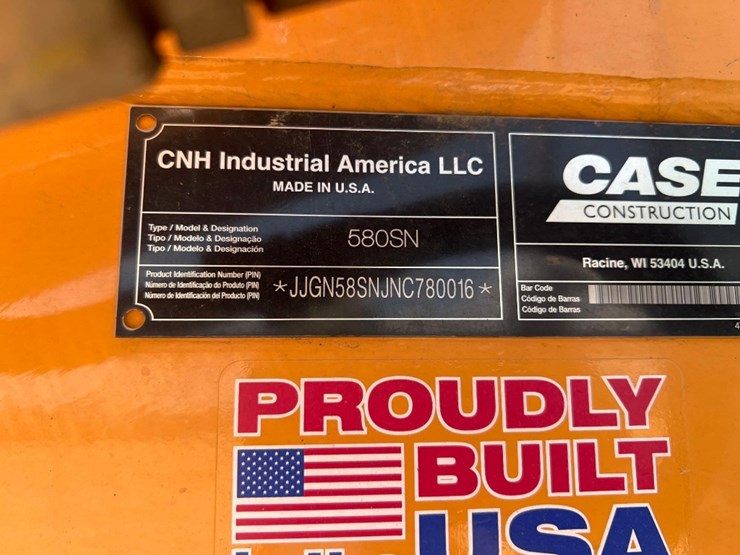 CNH Industrial America LLC
MADE IN U.S.A.
Type / Model & Designation
Tipo / Modelo & Designação
Tipo / Modelo & Designación
580SN
Product Identification Number (PIN)
Número de Identificação do Produto (PIN)
Número de Identificación del Producto (PIN)
*JJGN58SNJNC780016*
CASE
CONSTRUCTION
Racine, WI 53404 U.S.A.
Bar Code
Código de Barras
Código de Barras
4
PROUDLY
BUILT
USA